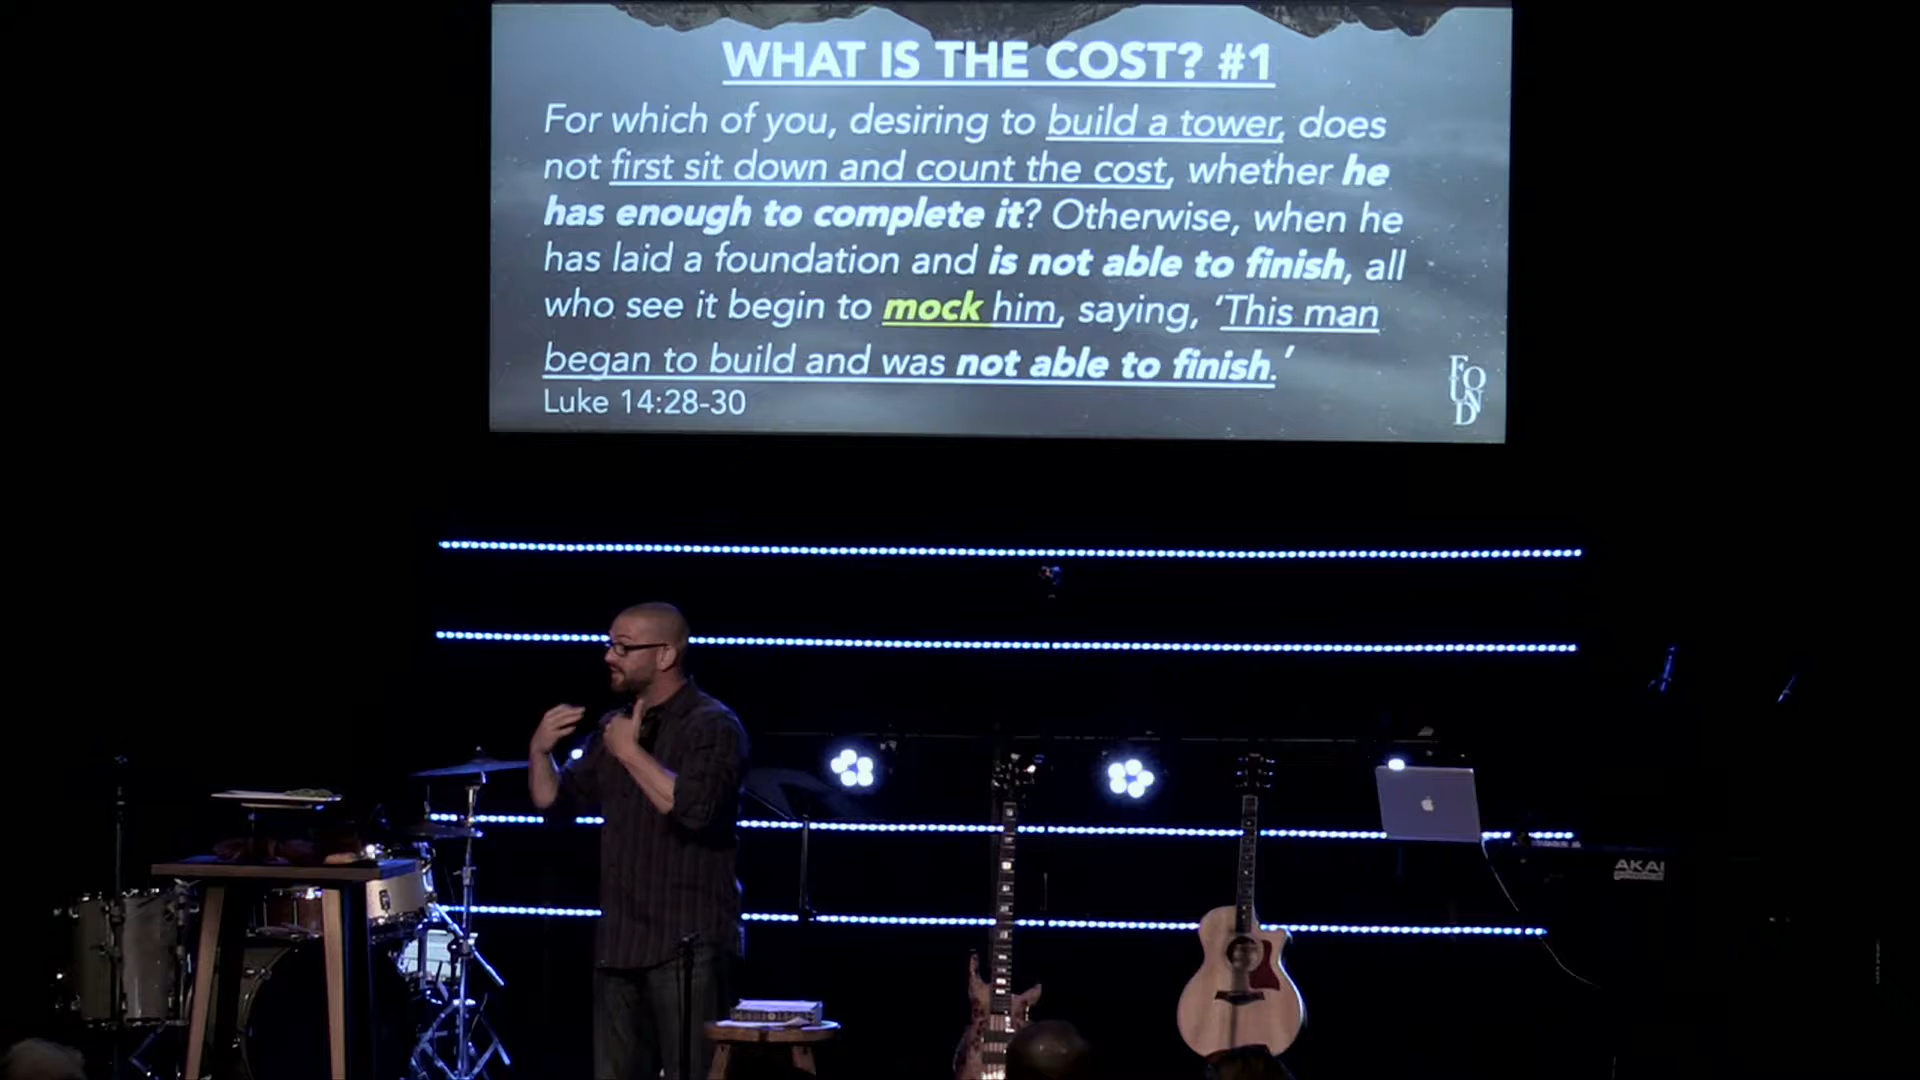 WHAT IS THE COST? #1
For which of you, desiring to build a tower, does
not first sit down and count the cost, whether he
has enough to complete it? Otherwise, when he
has laid a foundation and is not able to finish, all
who see it begin to mock him, saying, ‘This man
began to build and was not able to finish.’
Luke 14:28-30
FO
UN
D
AKAI